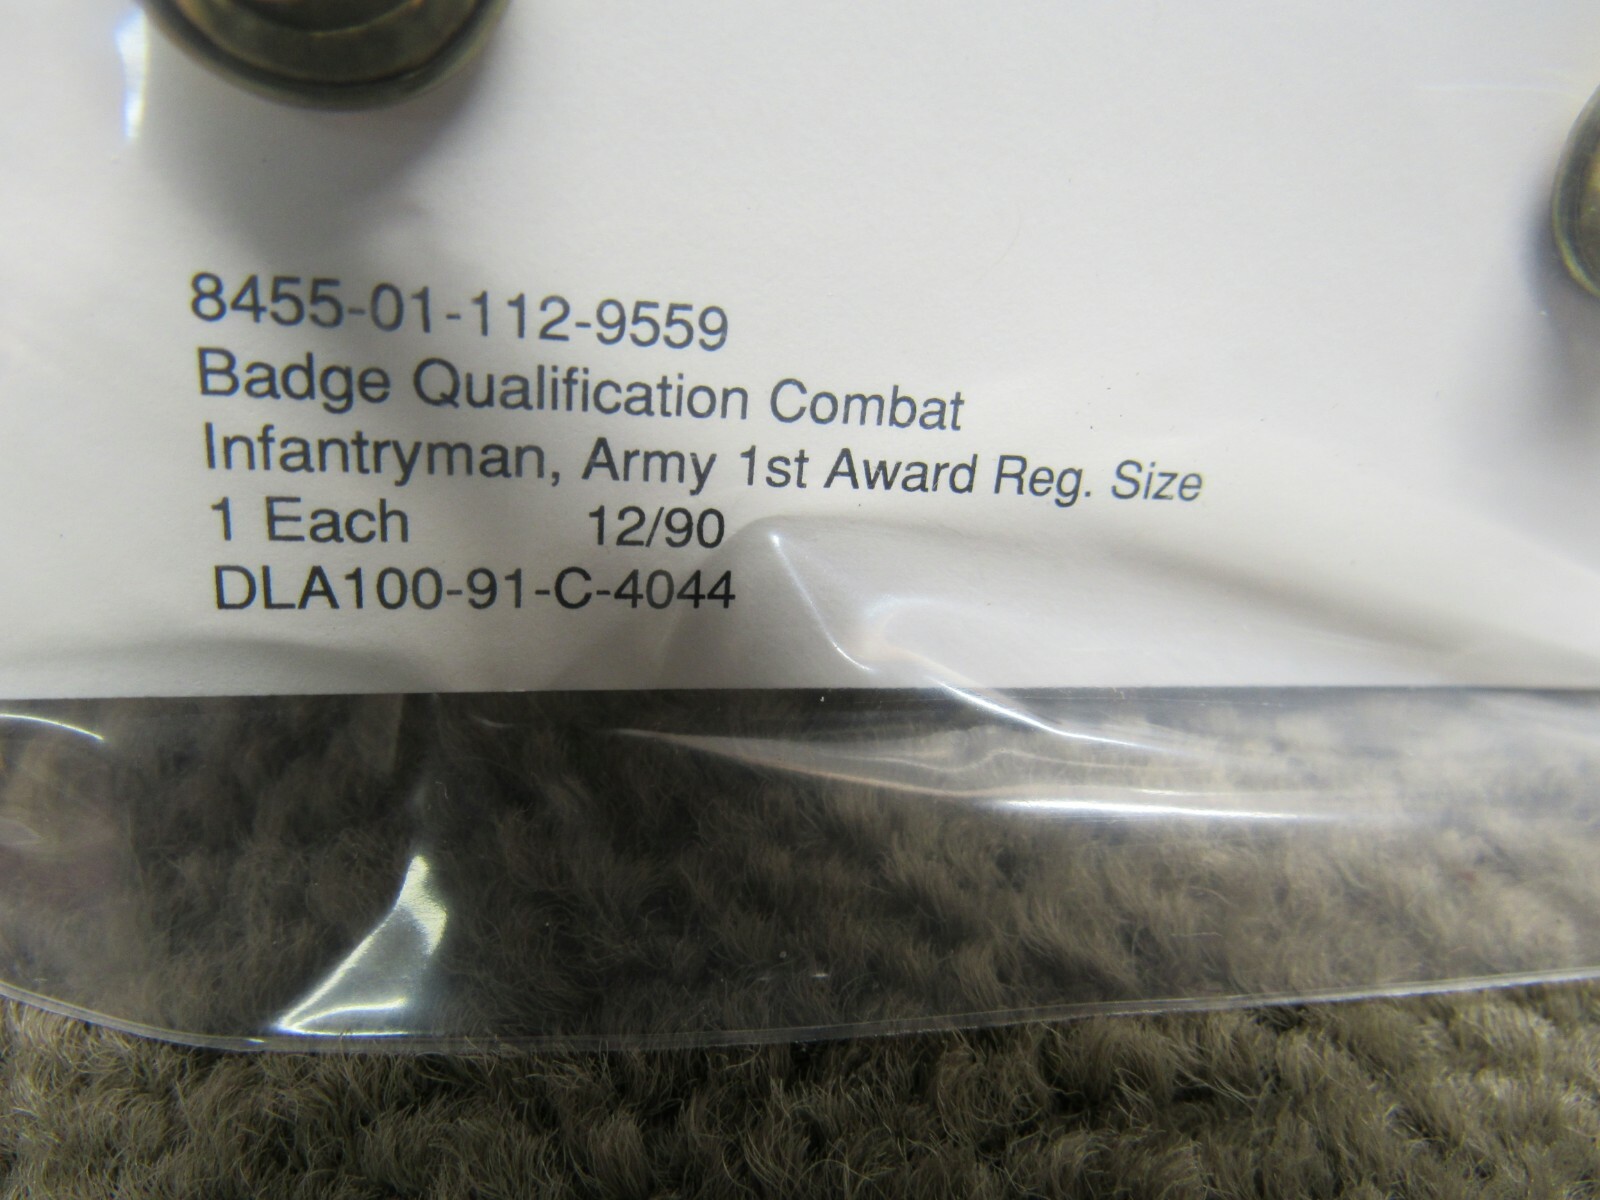 8455-01-112-9559
Badge Qualification Combat
Infantryman, Army 1st Award Reg. Size
1 Each 12/90
DLA100-91-C-4044